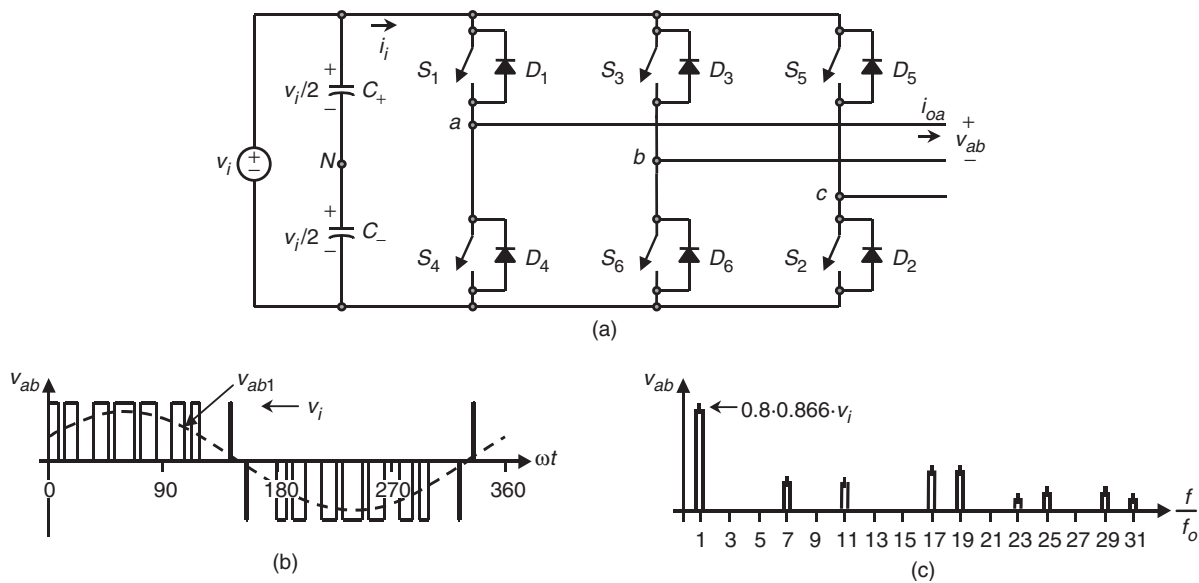 + i_i S_1 D_1 S_3 D_3 S_5 D_5
v_i/2 C_+
− i_oa
a + v_ab −
v_i + − N b
c
+
v_i/2 C_−
− S_4 D_4 S_6 D_6 S_2 D_2
(a)
v_ab v_ab1 v_i
ωt
0 90 180 270 360
(b)
v_ab
0.8·0.866·v_i
f/f_o
1 3 5 7 9 11 13 15 17 19 21 23 25 27 29 31
(c)